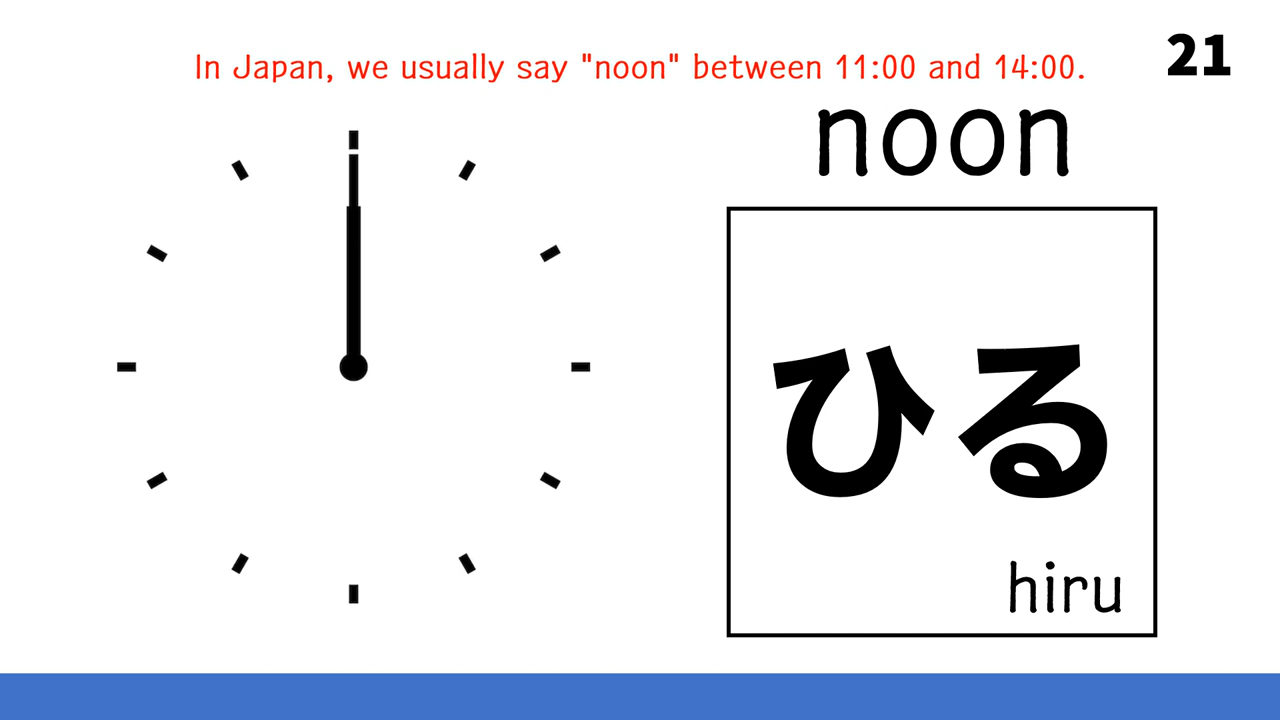 In Japan, we usually say "noon" between 11:00 and 14:00.
21
noon
ひる
hiru